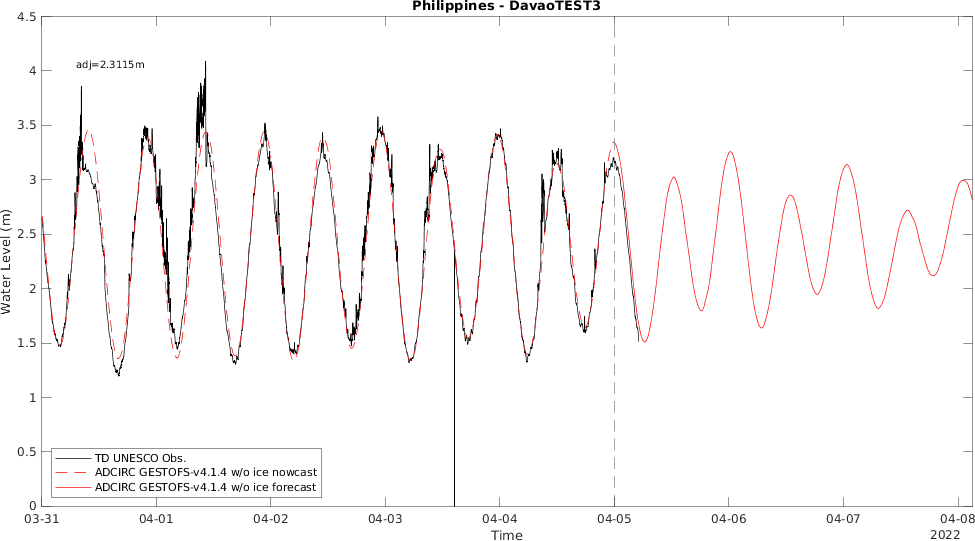 Philippines - DavaoTEST3
adj=2.3115m
4.5
4
3.5
3
2.5
2
1.5
1
0.5
0
Water Level (m)
TD UNESCO Obs.
ADCIRC GESTOFS-v4.1.4 w/o ice nowcast
ADCIRC GESTOFS-v4.1.4 w/o ice forecast
03-31 04-01 04-02 04-03 04-04 04-05 04-06 04-07 04-08
Time
2022